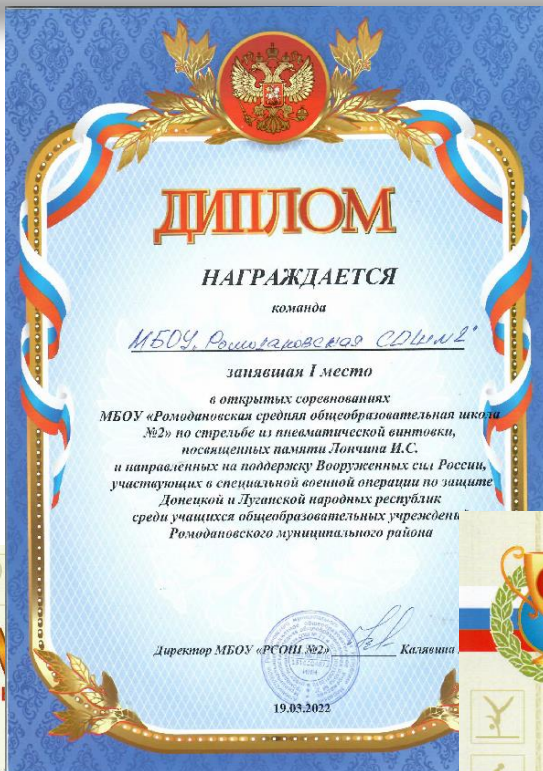 ДИПЛОМ
НАГРАЖДАЕТСЯ
команда
МБОУ „Ромодановская СОШ №2"
занявшая I место
в открытых соревнованиях
МБОУ «Ромодановская средняя общеобразовательная школа
№2» по стрельбе из пневматической винтовки,
посвященных памяти Лончина И.С.
и направленных на поддержку Вооруженных сил России,
участвующих в специальной военной операции по защите
Донецкой и Луганской народных республик
среди учащихся общеобразовательных учреждений
Ромодановского муниципального района
Директор МБОУ «РСОШ №2» Калявина
19.03.2022